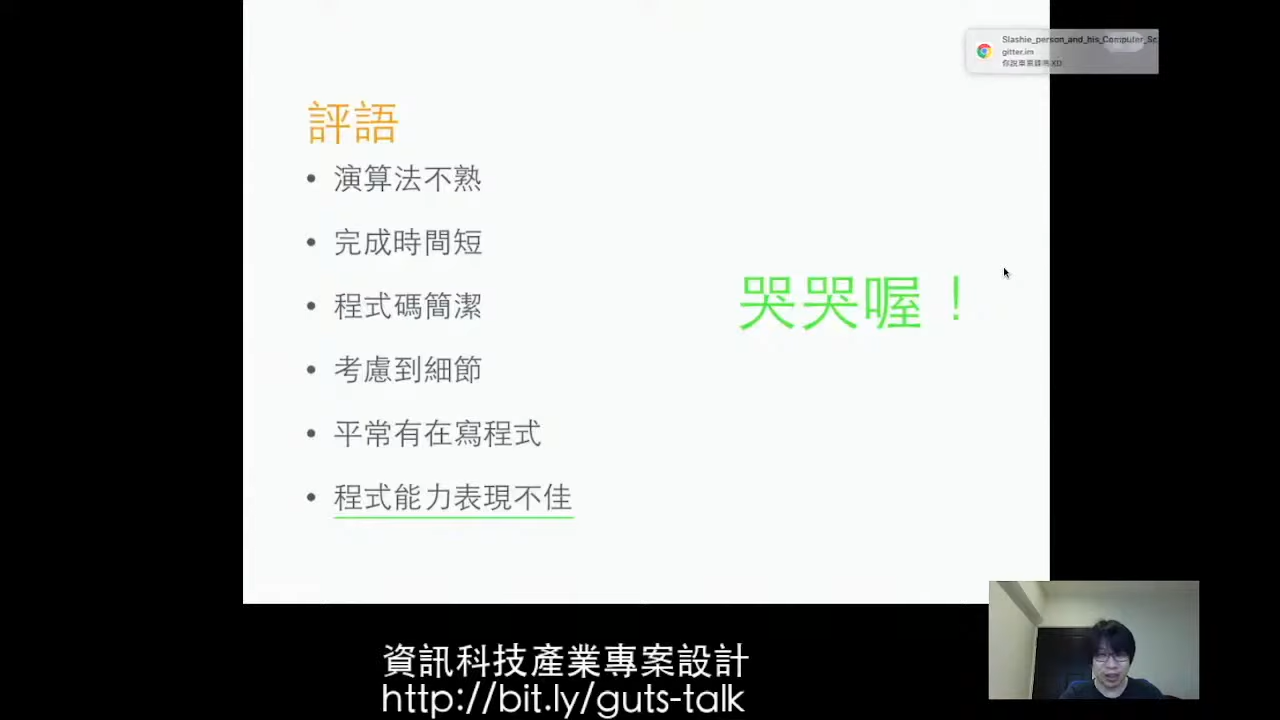 Slashie_person_and_his_Computer_Sc
gitter.im
評語
演算法不熟
完成時間短
程式碼簡潔
考慮到細節
平常有在寫程式
程式能力表現不佳
哭哭喔！
資訊科技產業專案設計
http://bit.ly/guts-talk